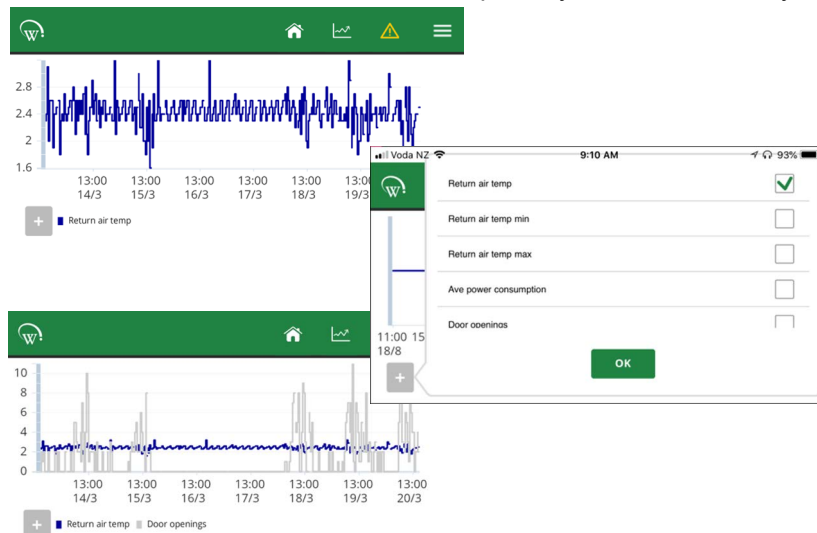 W
2.8
2.4
2
1.6
13:00 13:00 13:00 13:00 13:00 13:00
14/3 15/3 16/3 17/3 18/3 19/3
+ Return air temp
Voda NZ 9:10 AM 93%
W
Return air temp
Return air temp min
Return air temp max
Ave power consumption
Door openings
11:00 15
18/8
+
OK
W
10
8
6
4
2
0
13:00 13:00 13:00 13:00 13:00 13:00 13:00
14/3 15/3 16/3 17/3 18/3 19/3 20/3
+ Return air temp Door openings